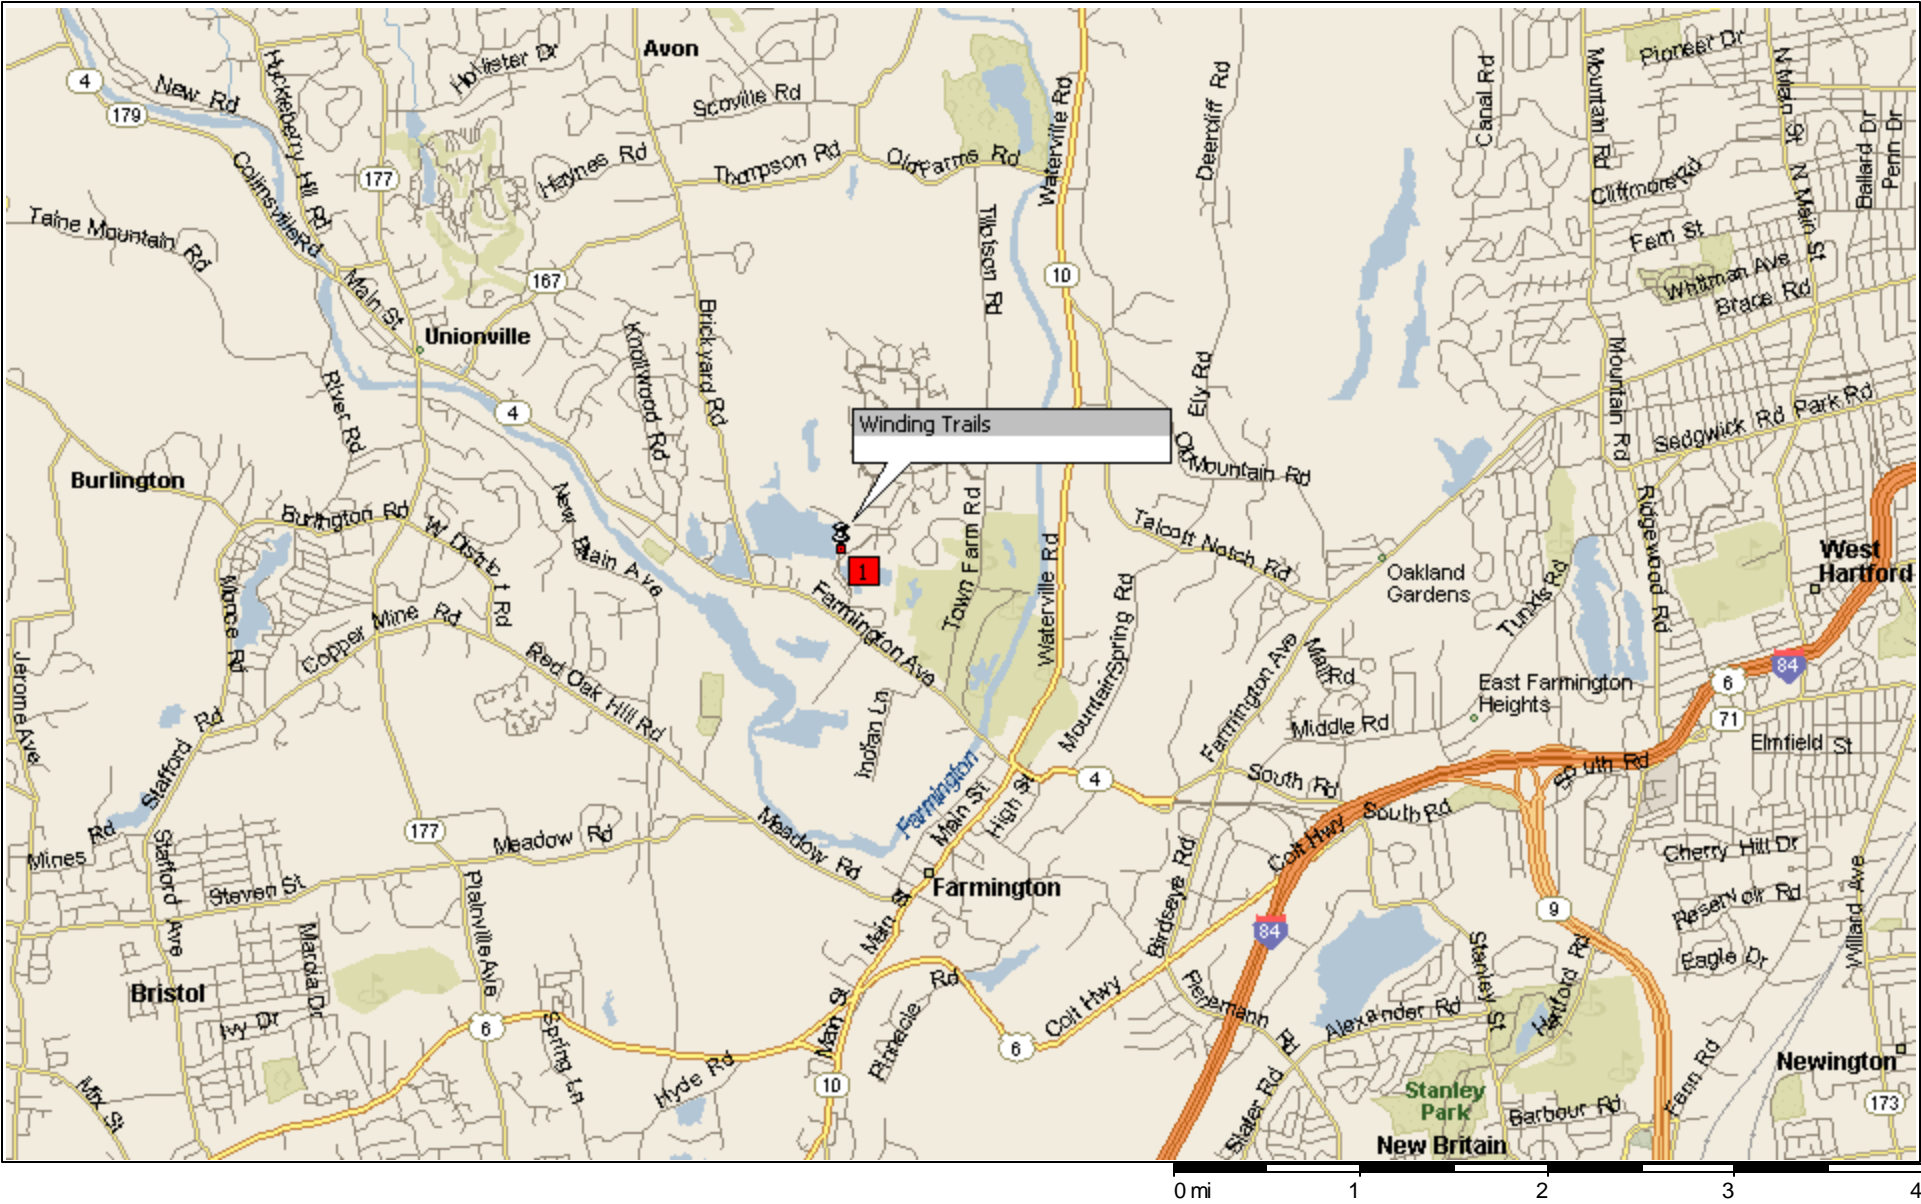 Avon
Hollister Dr
Pioneer Dr
4
New Rd
Huckleberry Hill Rd
Scoville Rd
Waterville Rd
Deercliff Rd
Canal Rd
Mountain Rd
N Main St
Ballard Dr
Penn Dr
179
Collinsville Rd
177
Haynes Rd
Thompson Rd
Old Farms Rd
Cliffmore Rd
N Main St
Taine Mountain Rd
Tillotson Rd
Fern St
Whitman Ave
Brace Rd
167
10
Main St
Unionville
Knollwood Rd
Brickyard Rd
Ely Rd
Mountain Rd
River Rd
4
Winding Trails
Old Mountain Rd
Sedgwick Rd
Park Rd
Burlington
Burlington Rd
W District Rd
New Britain Ave
Town Farm Rd
Waterville Rd
Talcott Notch Rd
Ridgewood Rd
West
Hartford
1
Oakland
Gardens
Tunxis Rd
Monce Rd
Copper Mine Rd
Farmington Ave
Mountain Spring Rd
Farmington Ave
Main Rd
84
Jerome Ave
Red Oak Hill Rd
Indian Ln
East Farmington
Heights
6
71
Stafford Rd
Middle Rd
Elmfield St
Farmington
Main St
High St
4
South Rd
South Rd
South Rd
Mines Rd
177
Meadow Rd
Meadow Rd
Colt Hwy
Cherry Hill Dr
Stafford Ave
Steven St
Plainville Ave
Farmington
Birdseye Rd
Reservoir Rd
Willard Ave
9
Marcia Dr
Main St
84
Stanley St
Hartford Rd
Eagle Dr
Bristol
Ivy Dr
6
Spring Ln
Main St
Pinnacle Rd
Colt Hwy
Fienemann Rd
Alexander Rd
6
Hyde Rd
10
Mix St
Slater Rd
Stanley
Park
Barbour Rd
Fenn Rd
Newington
173
New Britain
0 mi 1 2 3 4